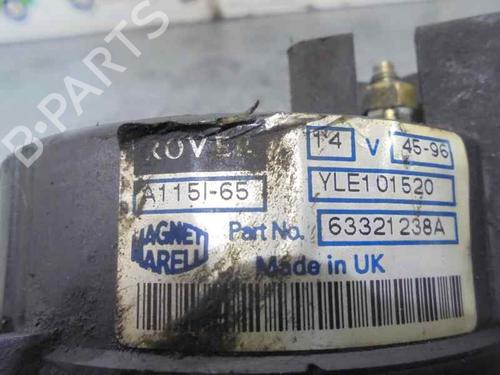 B-PARTS
ROVER 14 V 45-96
A115I-65 YLE101520
MAGNETI MARELLI Part No. 63321238A
Made in UK